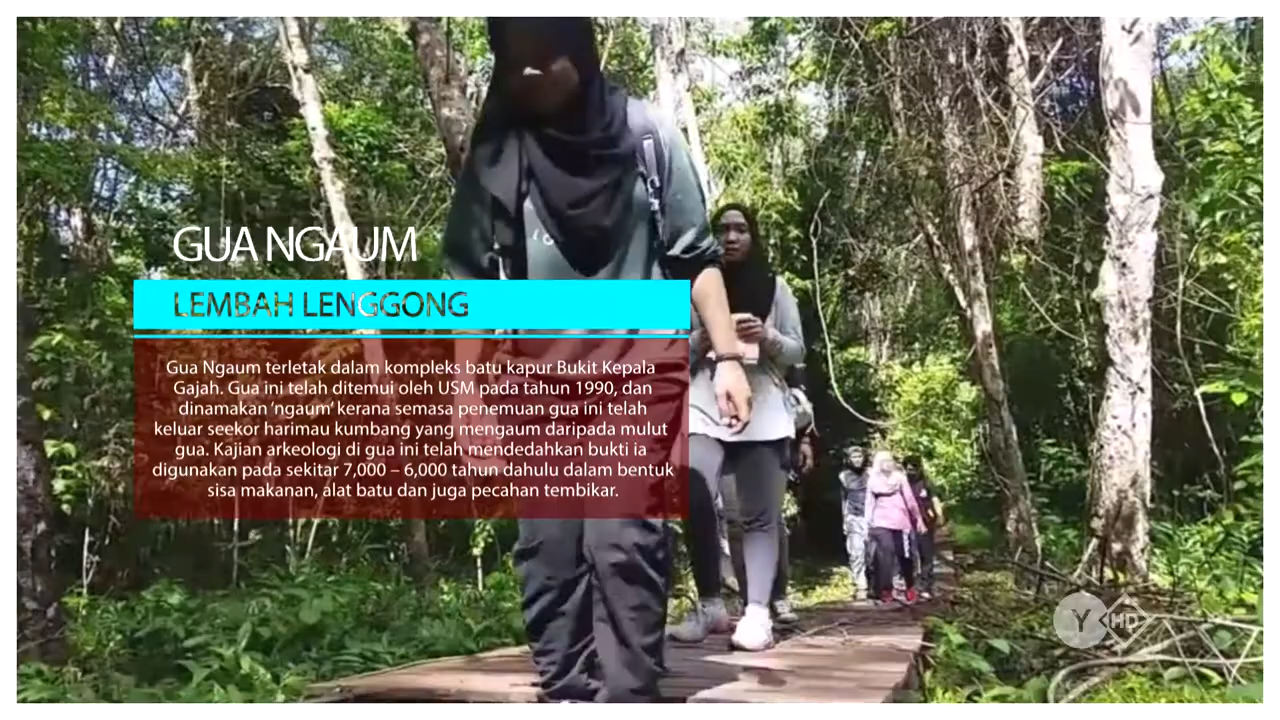 GUA NGAUM
LEMBAH LENGGONG
Gua Ngaum terletak dalam kompleks batu kapur Bukit Kepala
Gajah. Gua ini telah ditemui oleh USM pada tahun 1990, dan
dinamakan 'ngaum' kerana semasa penemuan gua ini telah
keluar seekor harimau kumbang yang mengaum daripada mulut
gua. Kajian arkeologi di gua ini telah mendedahkan bukti ia
digunakan pada sekitar 7,000 – 6,000 tahun dahulu dalam bentuk
sisa makanan, alat batu dan juga pecahan tembikar.
Y HD